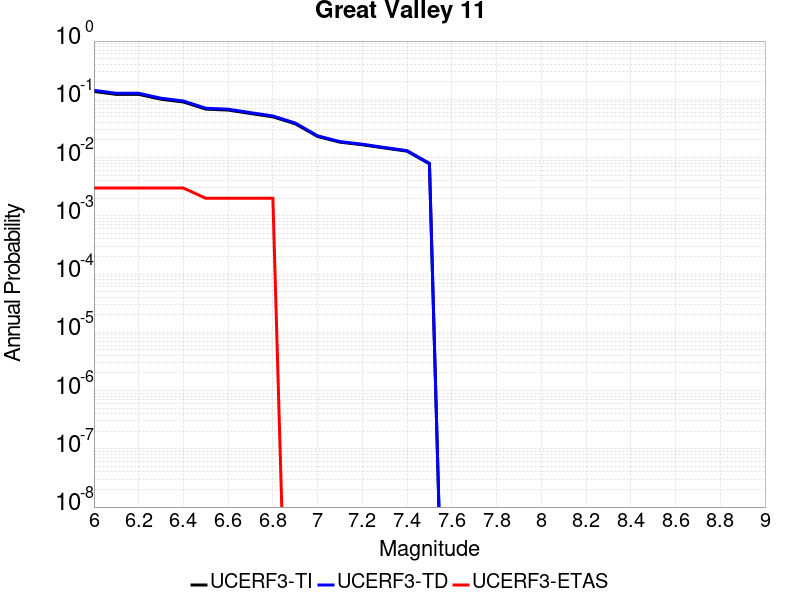 Great Valley 11
10^0
10^-1
10^-2
10^-3
10^-4
10^-5
10^-6
10^-7
10^-8
Annual Probability
6 6.2 6.4 6.6 6.8 7 7.2 7.4 7.6 7.8 8 8.2 8.4 8.6 8.8 9
Magnitude
UCERF3-TI UCERF3-TD UCERF3-ETAS